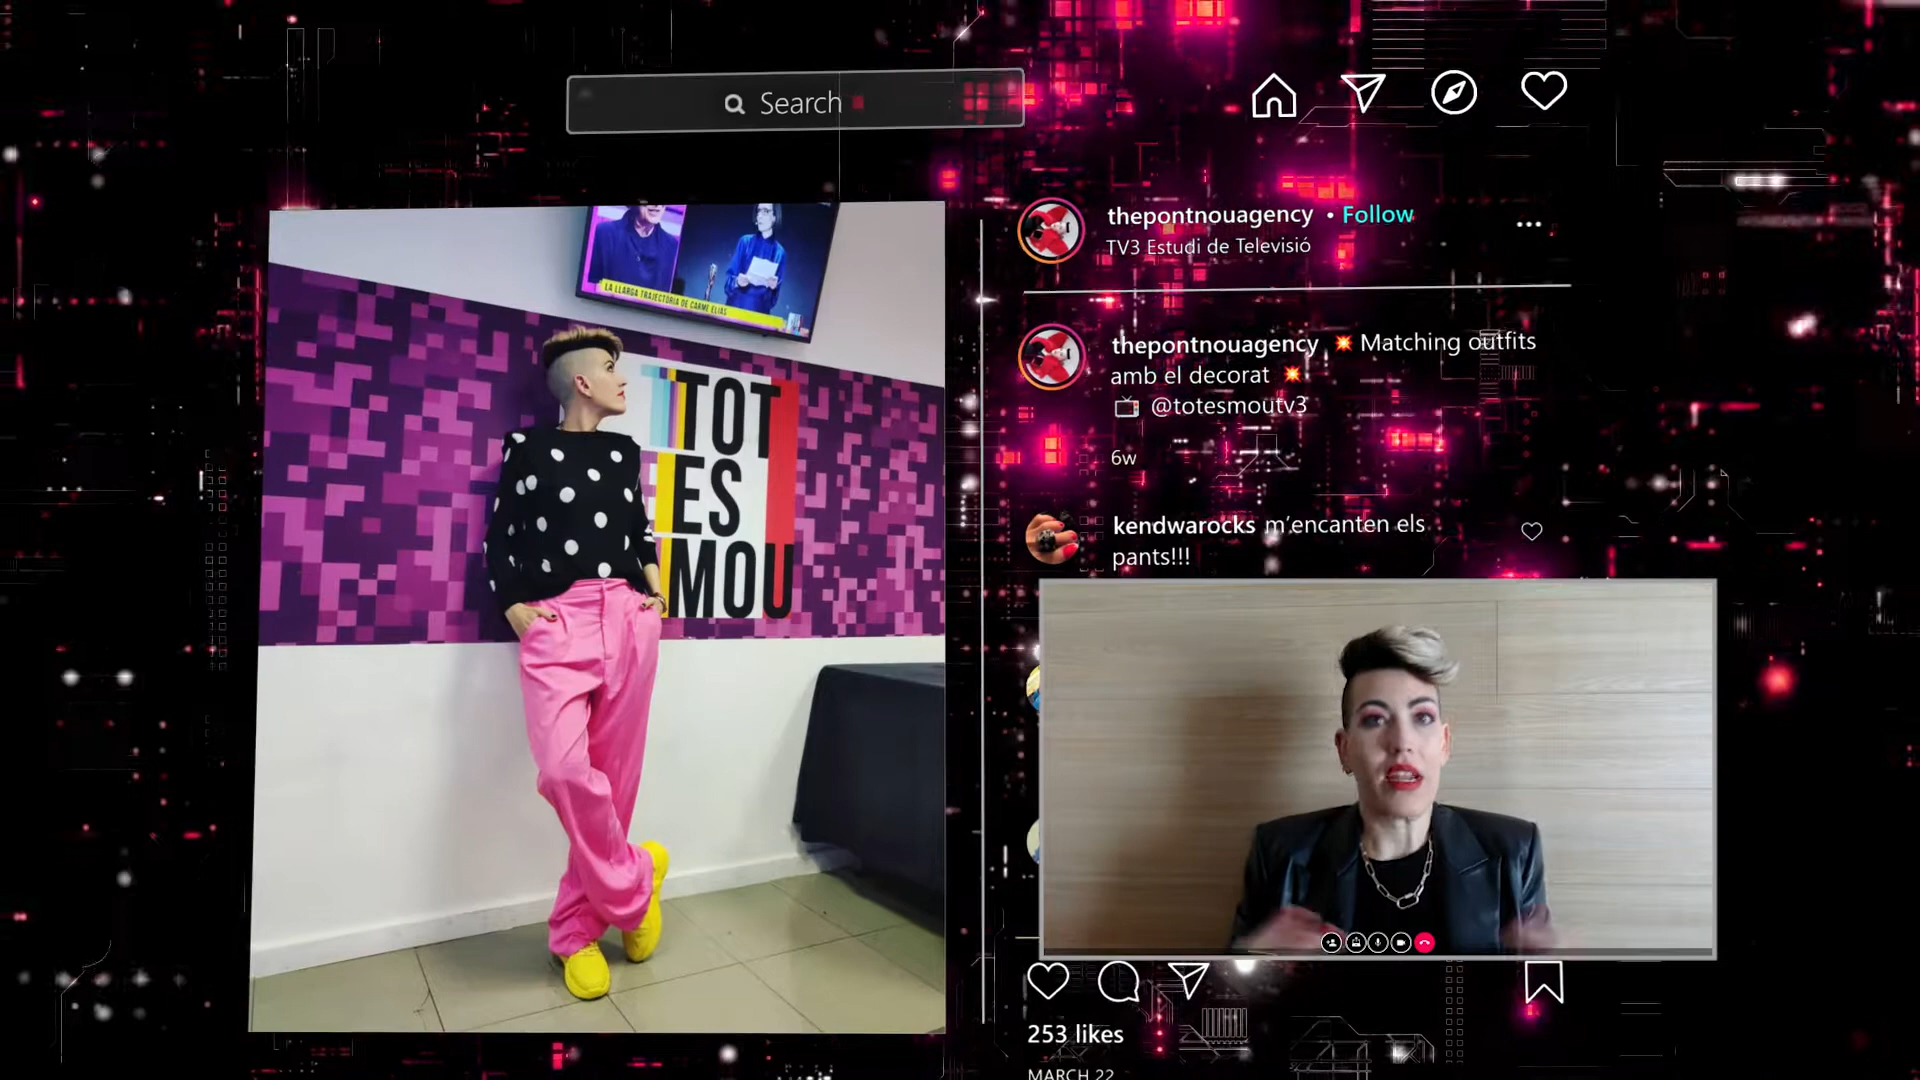 Search
thepontnouagency • Follow
TV3 Estudi de Televisió
LA LLARGA TRAJECTÒRIA DE CARME ELIAS
TOT
ES
MOU
thepontnouagency 💥 Matching outfits
amb el decorat 💥
📺 @totesmoutv3
6w
kendwarocks m'encanten els
pants!!!
253 likes
MARCH 22